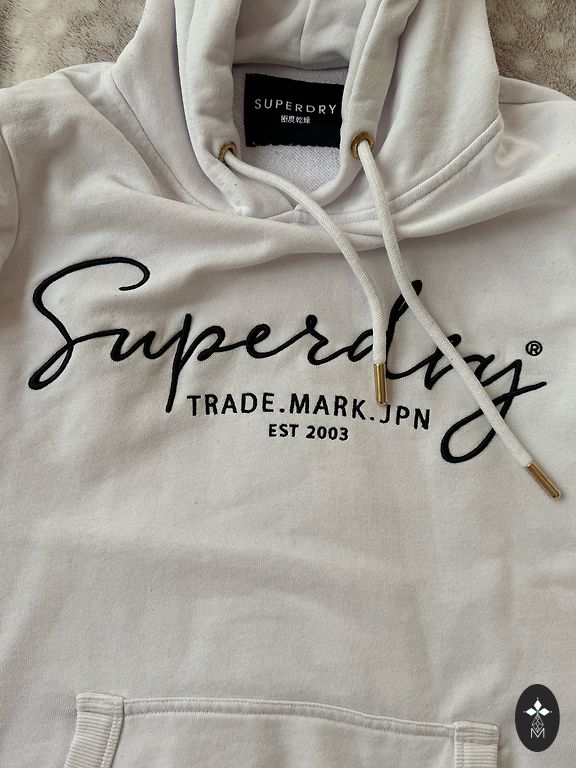 SUPERDRY
極度乾燥
Superdry®
TRADE.MARK.JPN
EST 2003
M